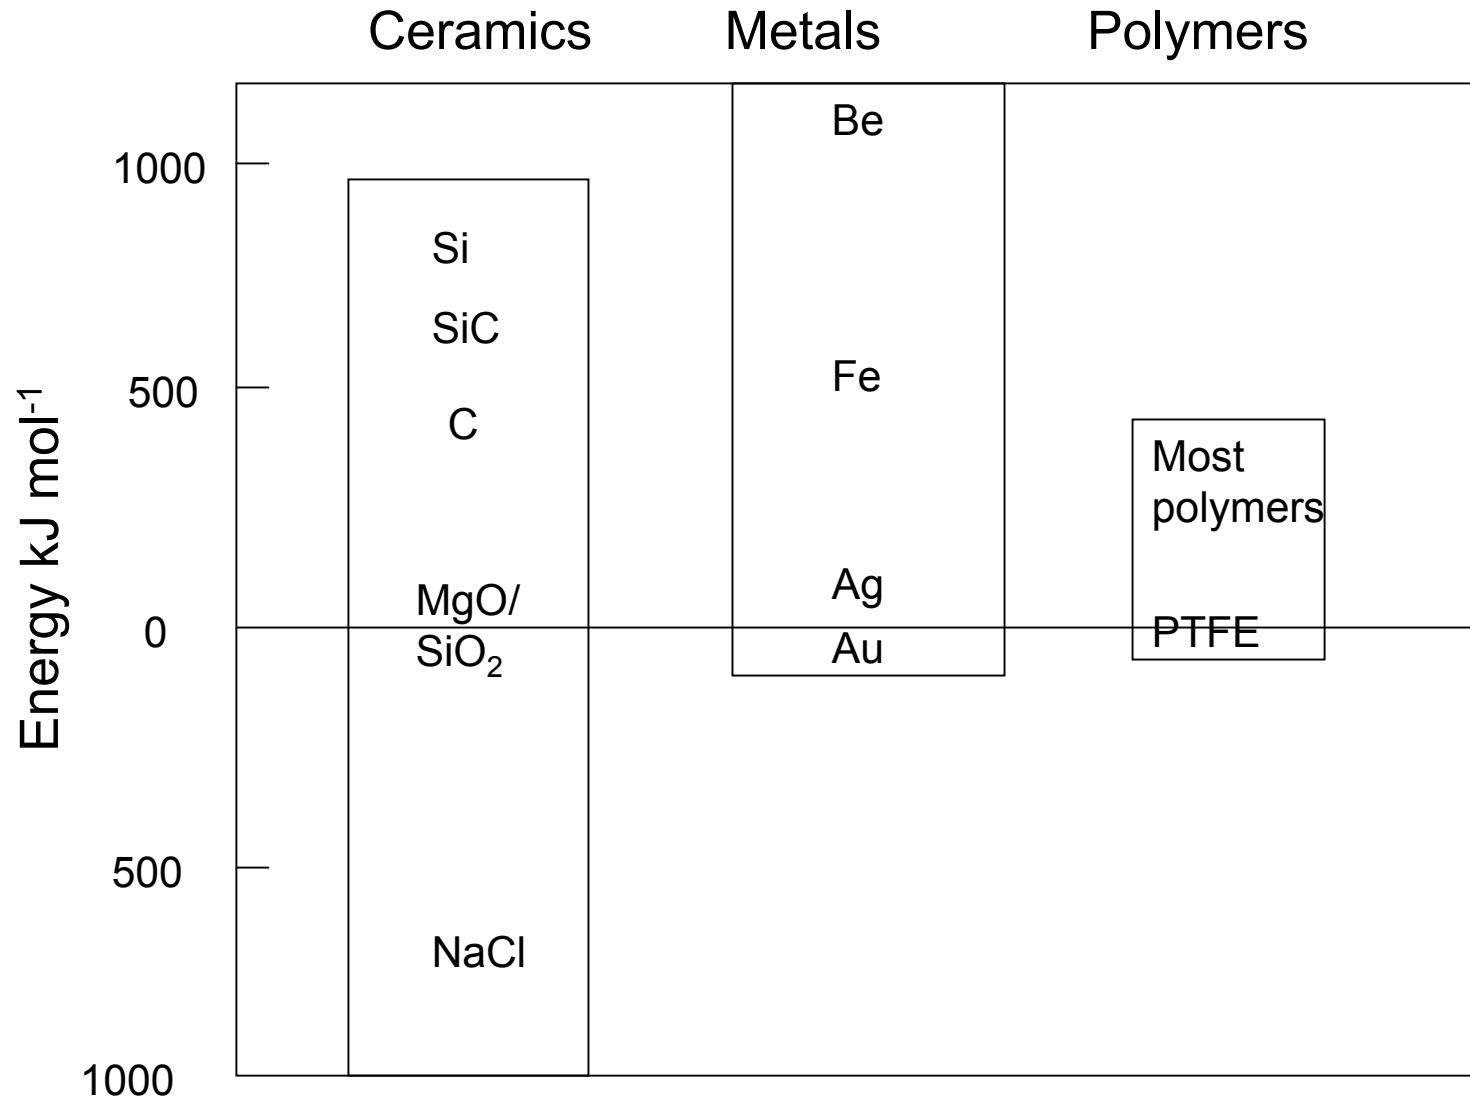 Ceramics Metals Polymers
Be
1000
Si
SiC
Fe
500
C
Most
polymers
Ag
MgO/
0
PTFE
Au
SiO₂
500
NaCl
1000
Energy kJ mol⁻¹